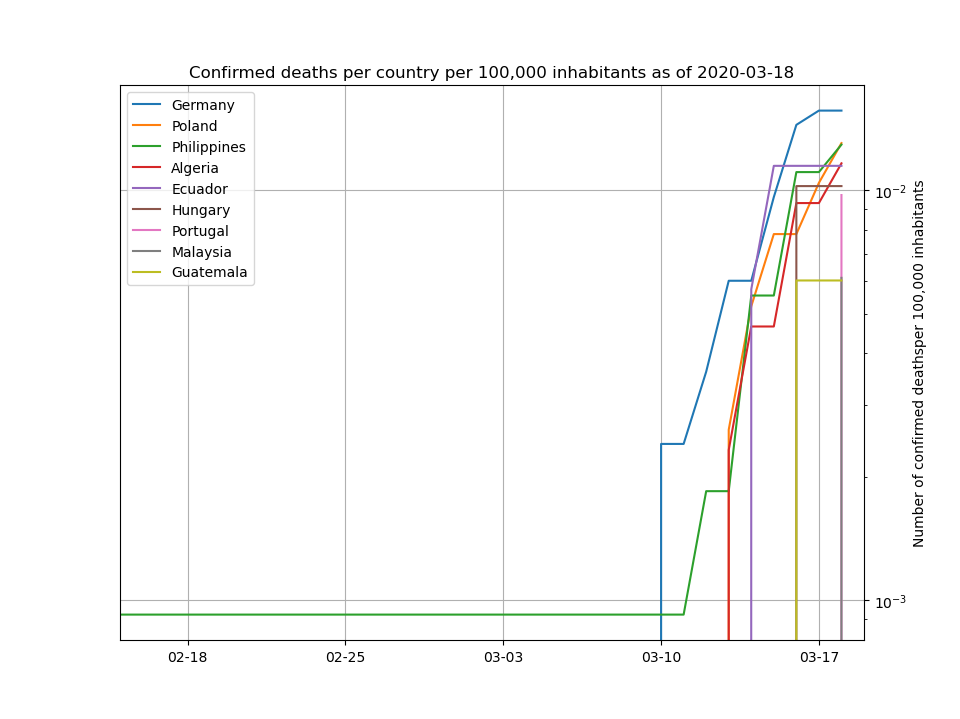 Confirmed deaths per country per 100,000 inhabitants as of 2020-03-18
Germany
Poland
Philippines
Algeria
Ecuador
Hungary
Portugal
Malaysia
Guatemala
10⁻²
10⁻³
Number of confirmed deathsper 100,000 inhabitants
02-18
02-25
03-03
03-10
03-17